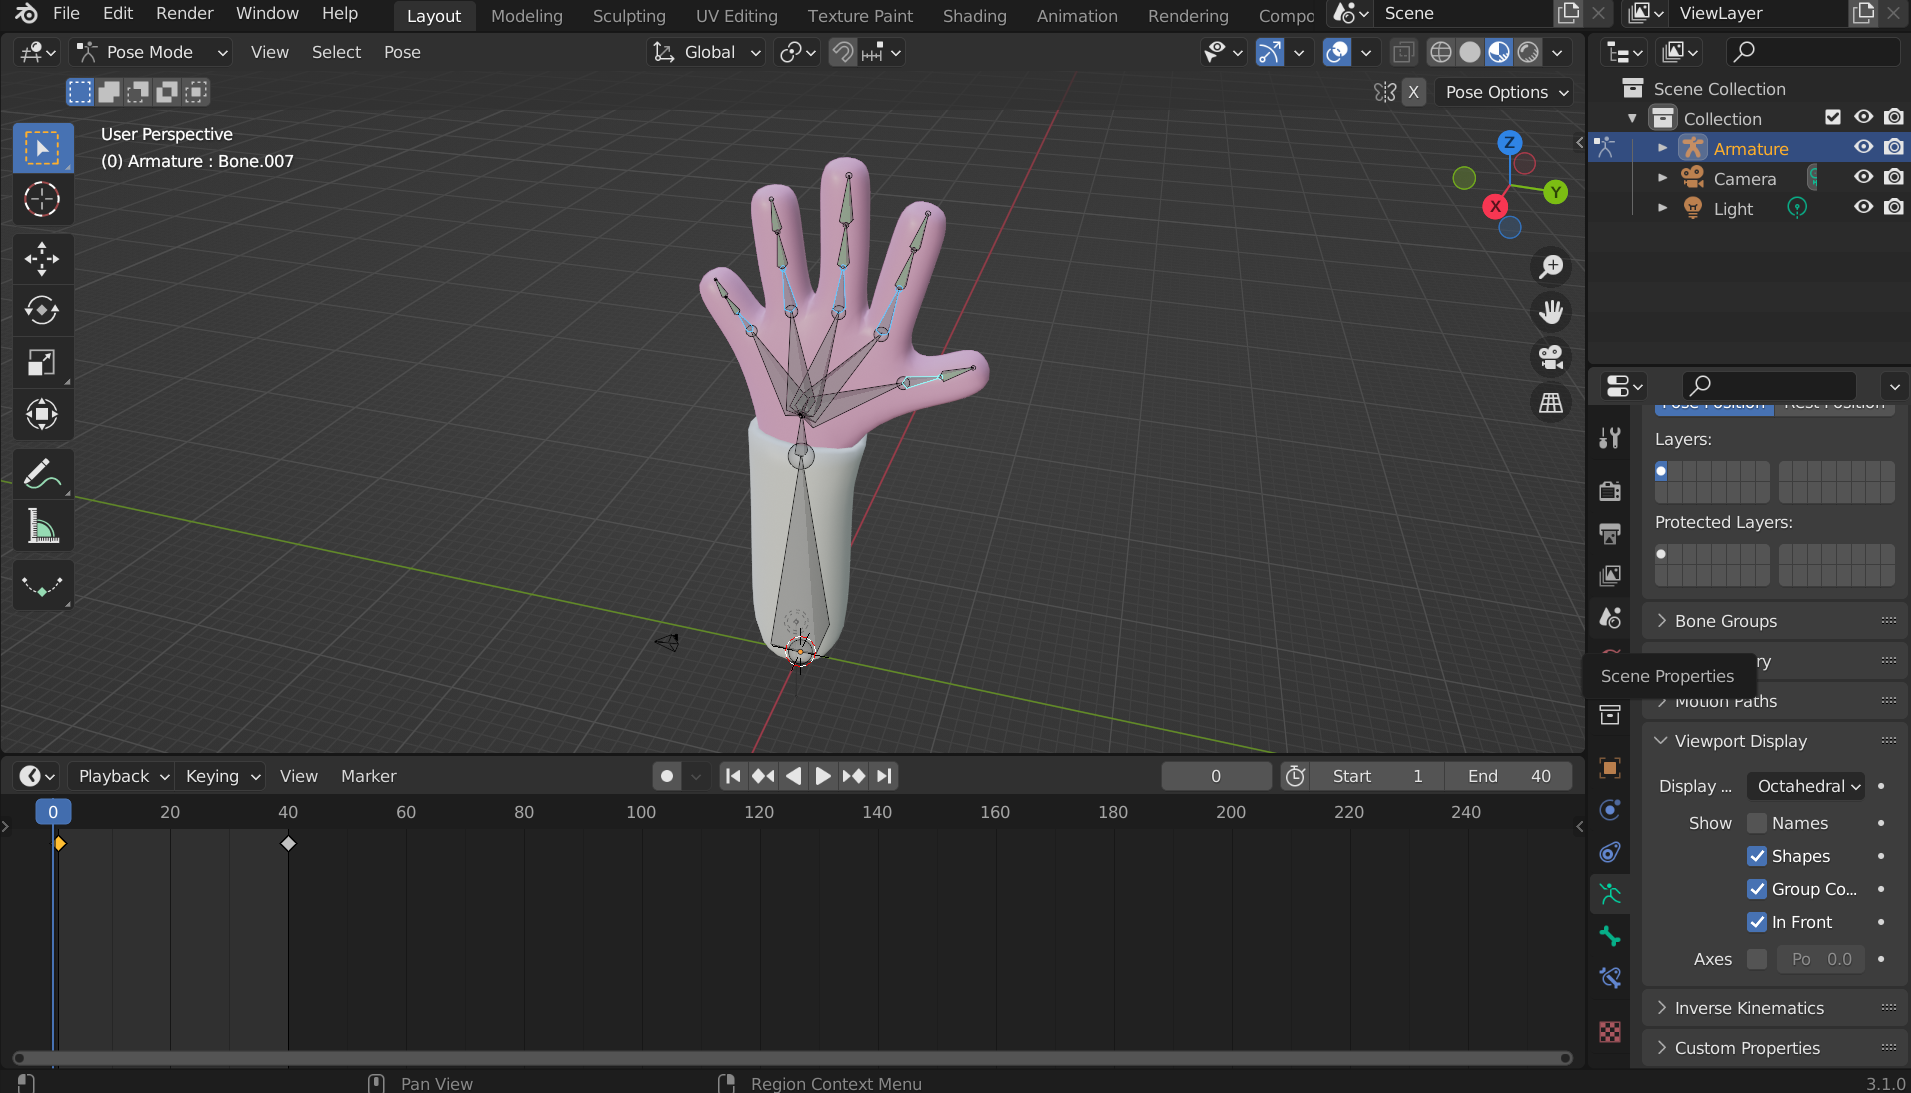 File Edit Render Window Help Layout Modeling Sculpting UV Editing Texture Paint Shading Animation Rendering Compo Scene ViewLayer
Pose Mode View Select Pose Global
X Pose Options
User Perspective
(0) Armature : Bone.007
Z
Y
X
Scene Collection
Collection
Armature
Camera
Light
Pose Position Rest Position
Layers:
Protected Layers:
Bone Groups
ry
Scene Properties
Motion Paths
Viewport Display
Display ... Octahedral
Show Names
Shapes
Group Co...
In Front
Axes Po 0.0
Inverse Kinematics
Custom Properties
Playback Keying View Marker 0 Start 1 End 40
0 20 40 60 80 100 120 140 160 180 200 220 240
Pan View Region Context Menu 3.1.0